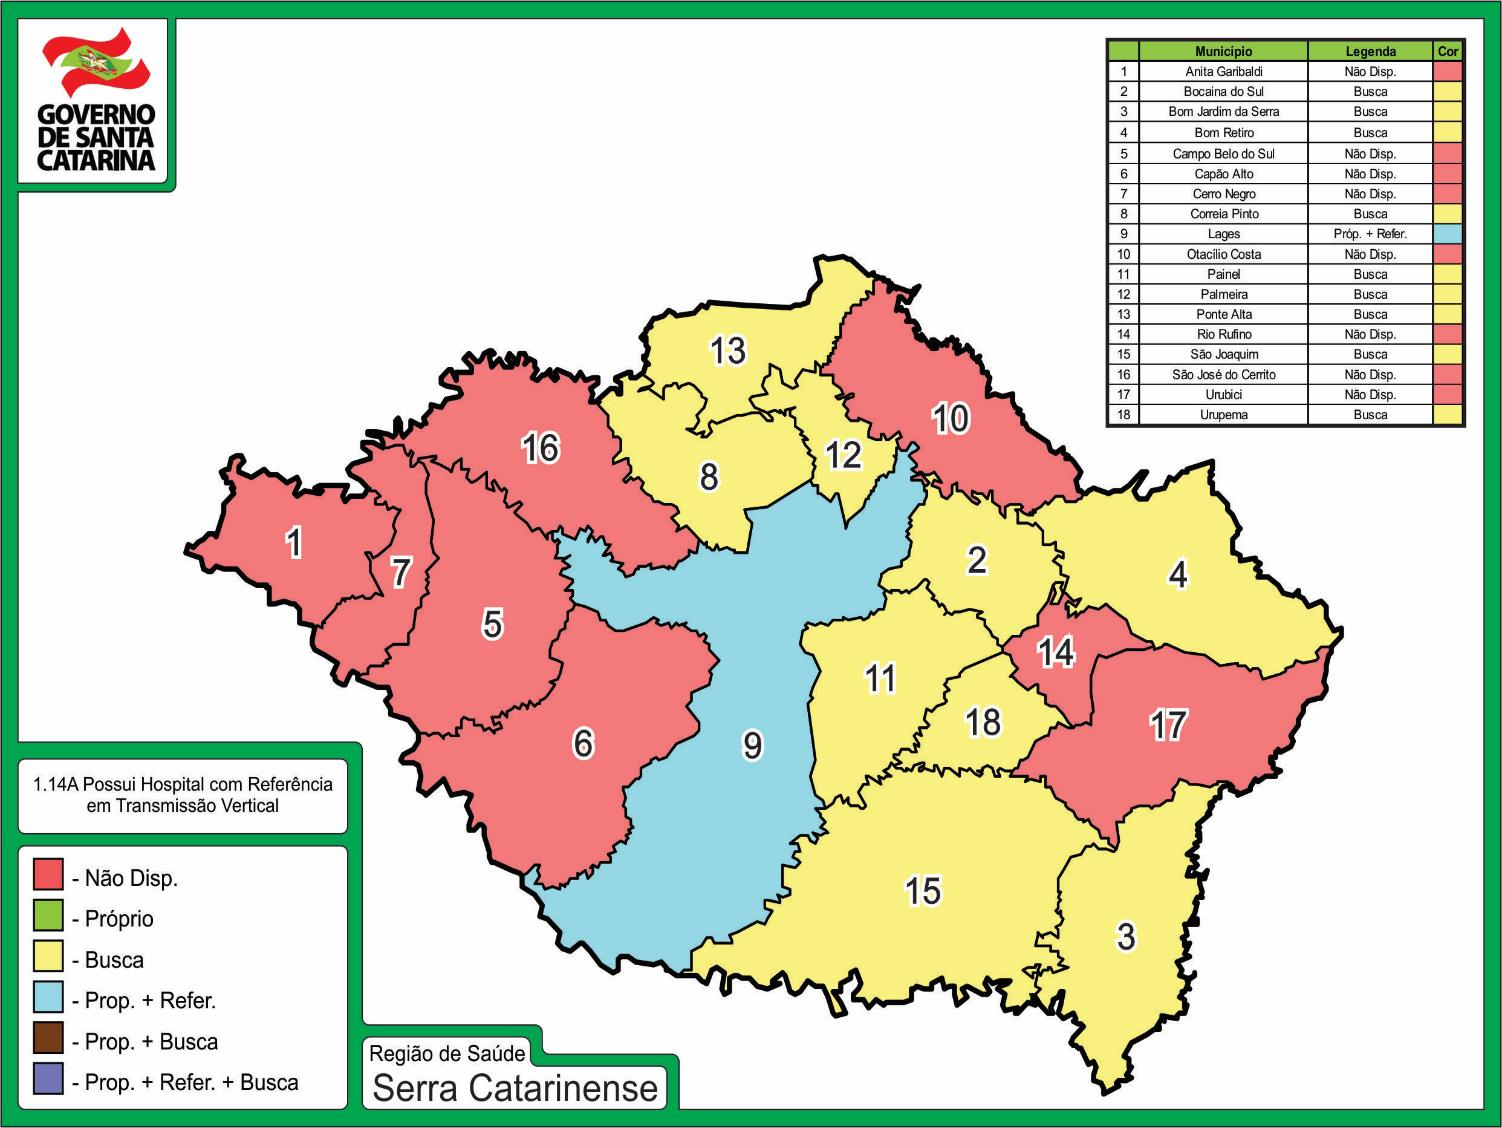 GOVERNO
DE SANTA
CATARINA
Município Legenda Cor
1 Anita Garibaldi Não Disp.
2 Bocaina do Sul Busca
3 Bom Jardim da Serra Busca
4 Bom Retiro Busca
5 Campo Belo do Sul Não Disp.
6 Capão Alto Não Disp.
7 Cerro Negro Não Disp.
8 Correia Pinto Busca
9 Lages Próp. + Refer.
10 Otacílio Costa Não Disp.
11 Painel Busca
12 Palmeira Busca
13 Ponte Alta Busca
14 Rio Rufino Não Disp.
15 São Joaquim Busca
16 São José do Cerrito Não Disp.
17 Urubici Não Disp.
18 Urupema Busca
13
10
16
12
8
1
2
7
4
5
14
11
18
17
6
9
15
3
1.14A Possui Hospital com Referência
em Transmissão Vertical
- Não Disp.
- Próprio
- Busca
- Prop. + Refer.
- Prop. + Busca
- Prop. + Refer. + Busca
Região de Saúde
Serra Catarinense